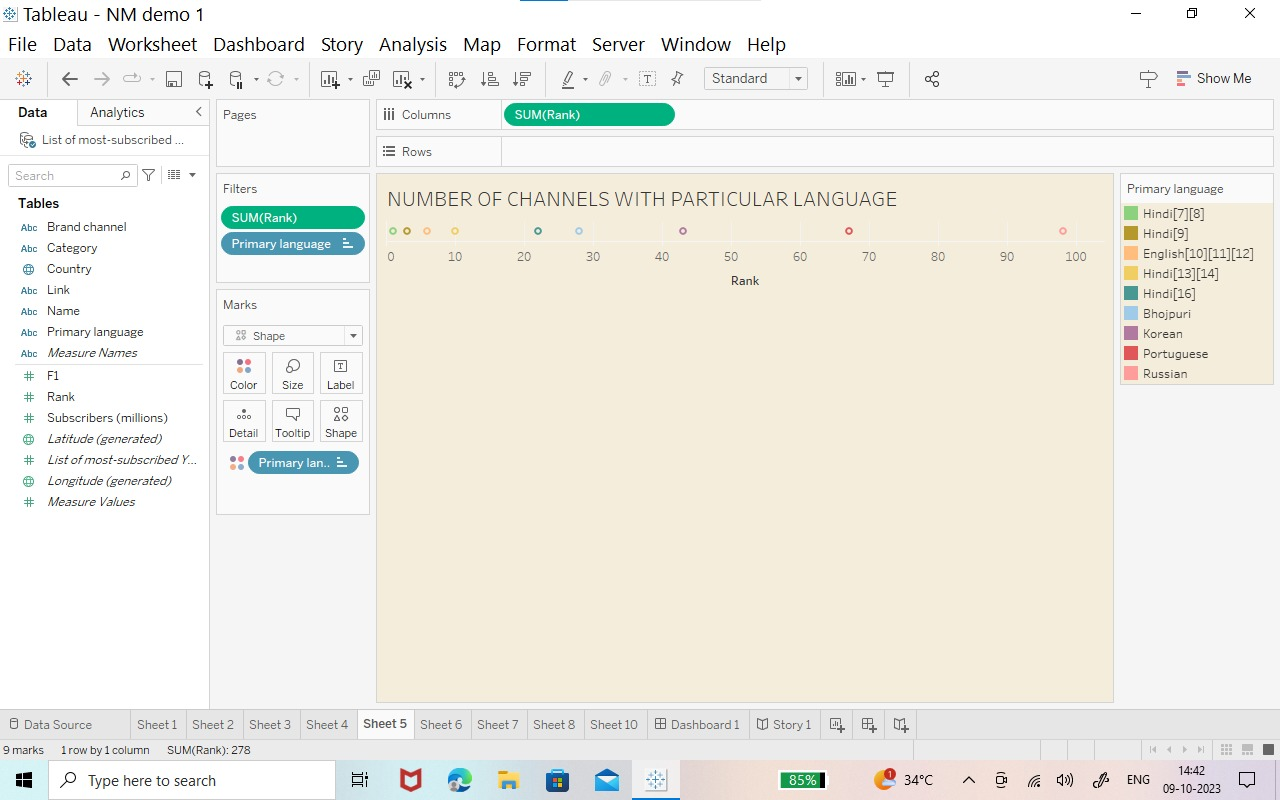 Tableau - NM demo 1
File Data Worksheet Dashboard Story Analysis Map Format Server Window Help
Standard
Show Me
Data Analytics
List of most-subscribed ...
Search
Tables
Abc Brand channel
Abc Category
Country
Abc Link
Abc Name
Abc Primary language
Abc Measure Names
# F1
# Rank
# Subscribers (millions)
Latitude (generated)
# List of most-subscribed Y...
Longitude (generated)
# Measure Values
Pages
Filters
SUM(Rank)
Primary language
Marks
Shape
Color Size Label
Detail Tooltip Shape
Primary lan..
Columns SUM(Rank)
Rows
NUMBER OF CHANNELS WITH PARTICULAR LANGUAGE
0 10 20 30 40 50 60 70 80 90 100
Rank
Primary language
Hindi[7][8]
Hindi[9]
English[10][11][12]
Hindi[13][14]
Hindi[16]
Bhojpuri
Korean
Portuguese
Russian
Data Source Sheet 1 Sheet 2 Sheet 3 Sheet 4 Sheet 5 Sheet 6 Sheet 7 Sheet 8 Sheet 10 Dashboard 1 Story 1
9 marks 1 row by 1 column SUM(Rank): 278
Type here to search
85%
1
34°C
ENG
14:42
09-10-2023